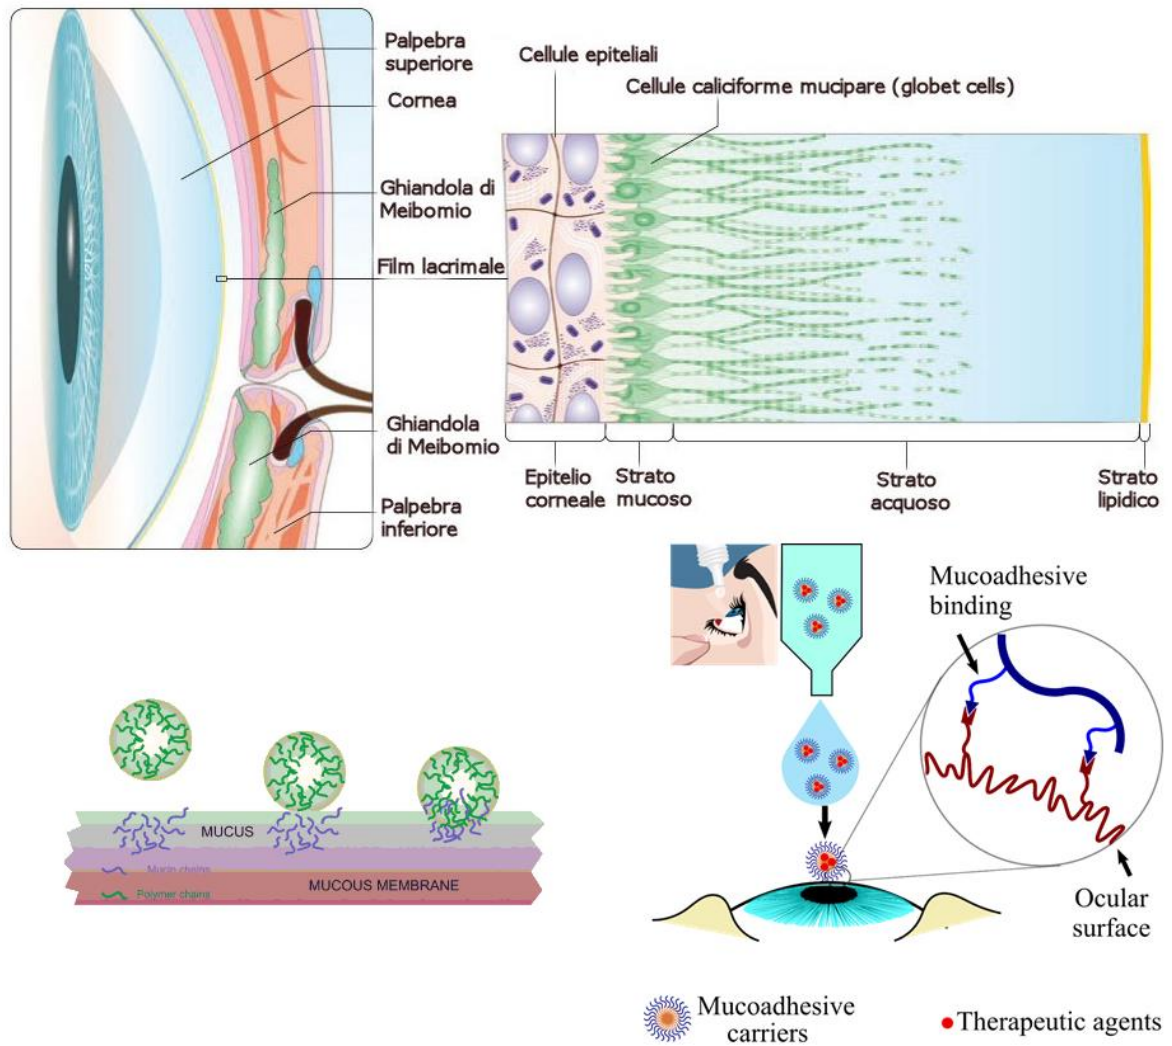 Palpebra
superiore
Cornea
Ghiandola di
Meibomio
Film lacrimale
Ghiandola
di Meibomio
Palpebra
inferiore
Cellule epiteliali
Cellule caliciforme mucipare (globet cells)
Epitelio
corneale
Strato
mucoso
Strato
acquoso
Strato
lipidico
MUCUS
Mucin chains
MUCOUS MEMBRANE
Polymer chains
Mucoadhesive
binding
Ocular
surface
Mucoadhesive
carriers
Therapeutic agents